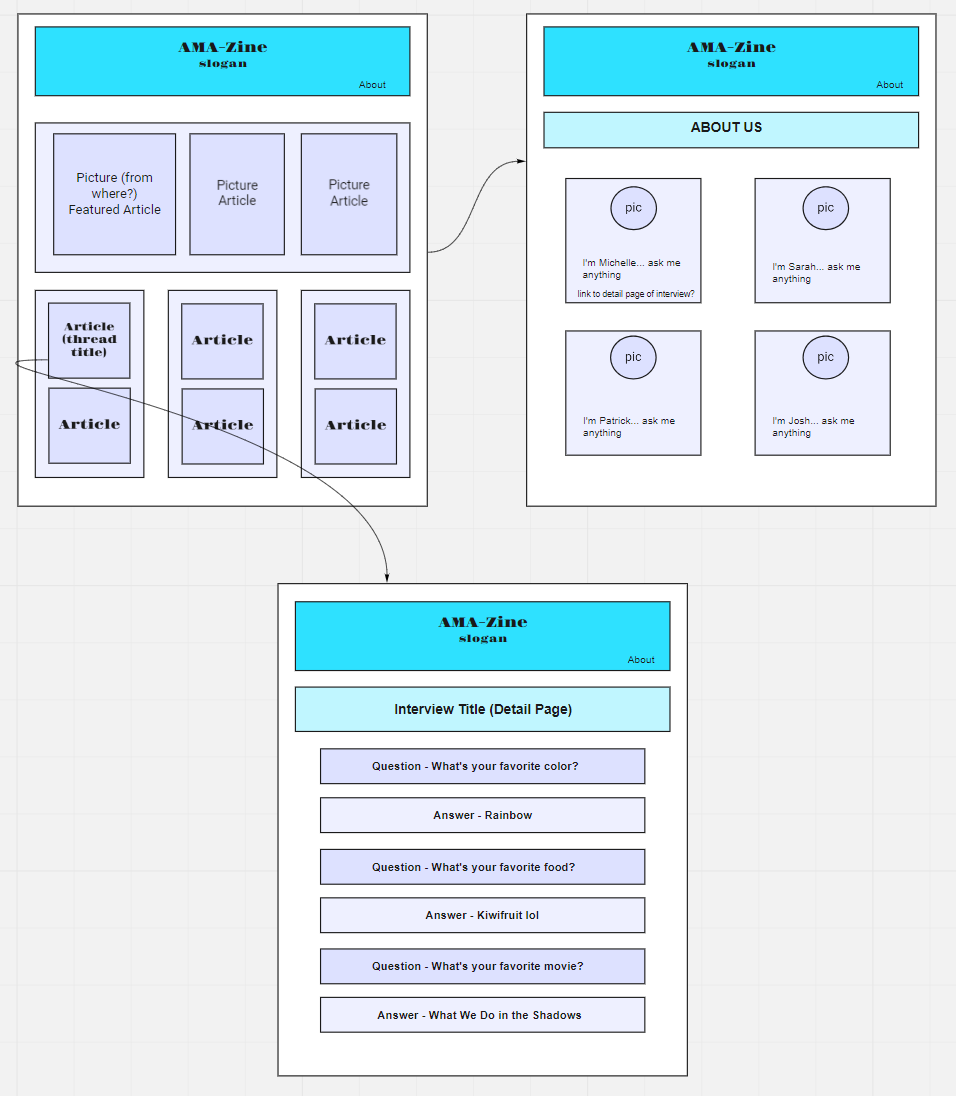 AMA-Zine
slogan
About
Picture (from
where?)
Featured Article
Picture
Article
Picture
Article
Article
(thread
title)
Article
Article
Article
Article
Article
AMA-Zine
slogan
About
ABOUT US
pic
I'm Michelle... ask me
anything
link to detail page of interview?
pic
I'm Sarah... ask me
anything
pic
I'm Patrick... ask me
anything
pic
I'm Josh... ask me
anything
AMA-Zine
slogan
About
Interview Title (Detail Page)
Question - What's your favorite color?
Answer - Rainbow
Question - What's your favorite food?
Answer - Kiwifruit lol
Question - What's your favorite movie?
Answer - What We Do in the Shadows